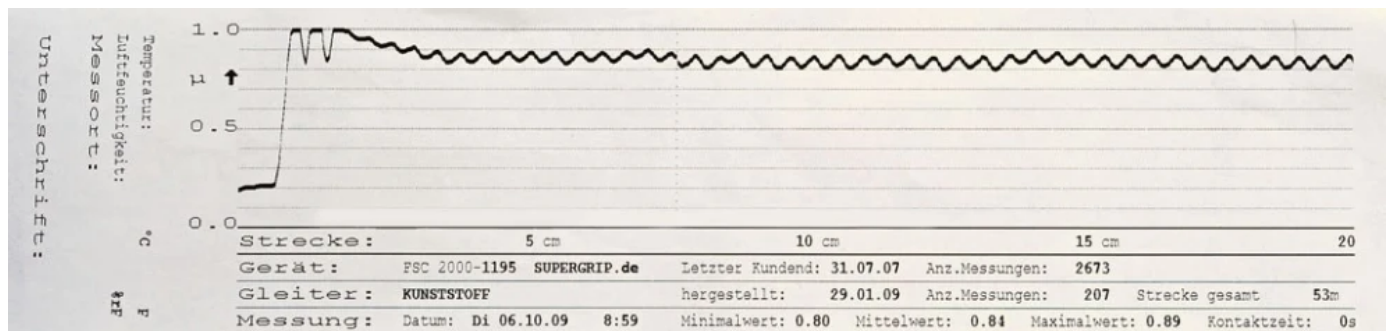 Unterschrift:
Messort:
Luftfeuchtigkeit: %rF
Temperatur: °C F
1.0
µ
0.5
0.0
Strecke: 5 cm 10 cm 15 cm 20
Gerät: FSC 2000-1195 SUPERGRIP.de Letzter Kundend: 31.07.07 Anz.Messungen: 2673
Gleiter: KUNSTSTOFF hergestellt: 29.01.09 Anz.Messungen: 207 Strecke gesamt 53m
Messung: Datum: Di 06.10.09 8:59 Minimalwert: 0.80 Mittelwert: 0.84 Maximalwert: 0.89 Kontaktzeit: 0s